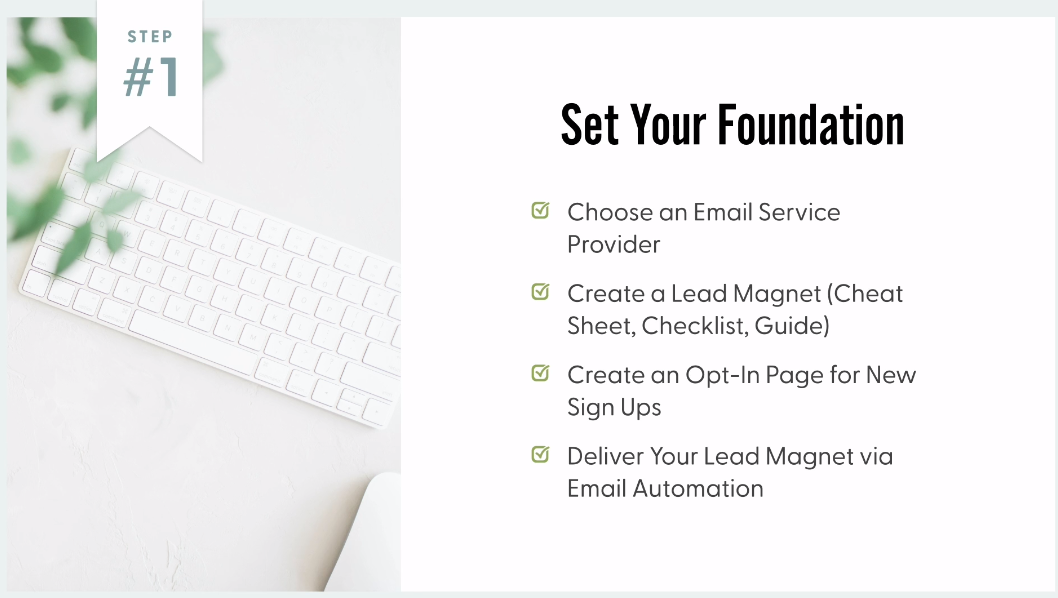 STEP
#1
Set Your Foundation
Choose an Email Service
Provider
Create a Lead Magnet (Cheat
Sheet, Checklist, Guide)
Create an Opt-In Page for New
Sign Ups
Deliver Your Lead Magnet via
Email Automation